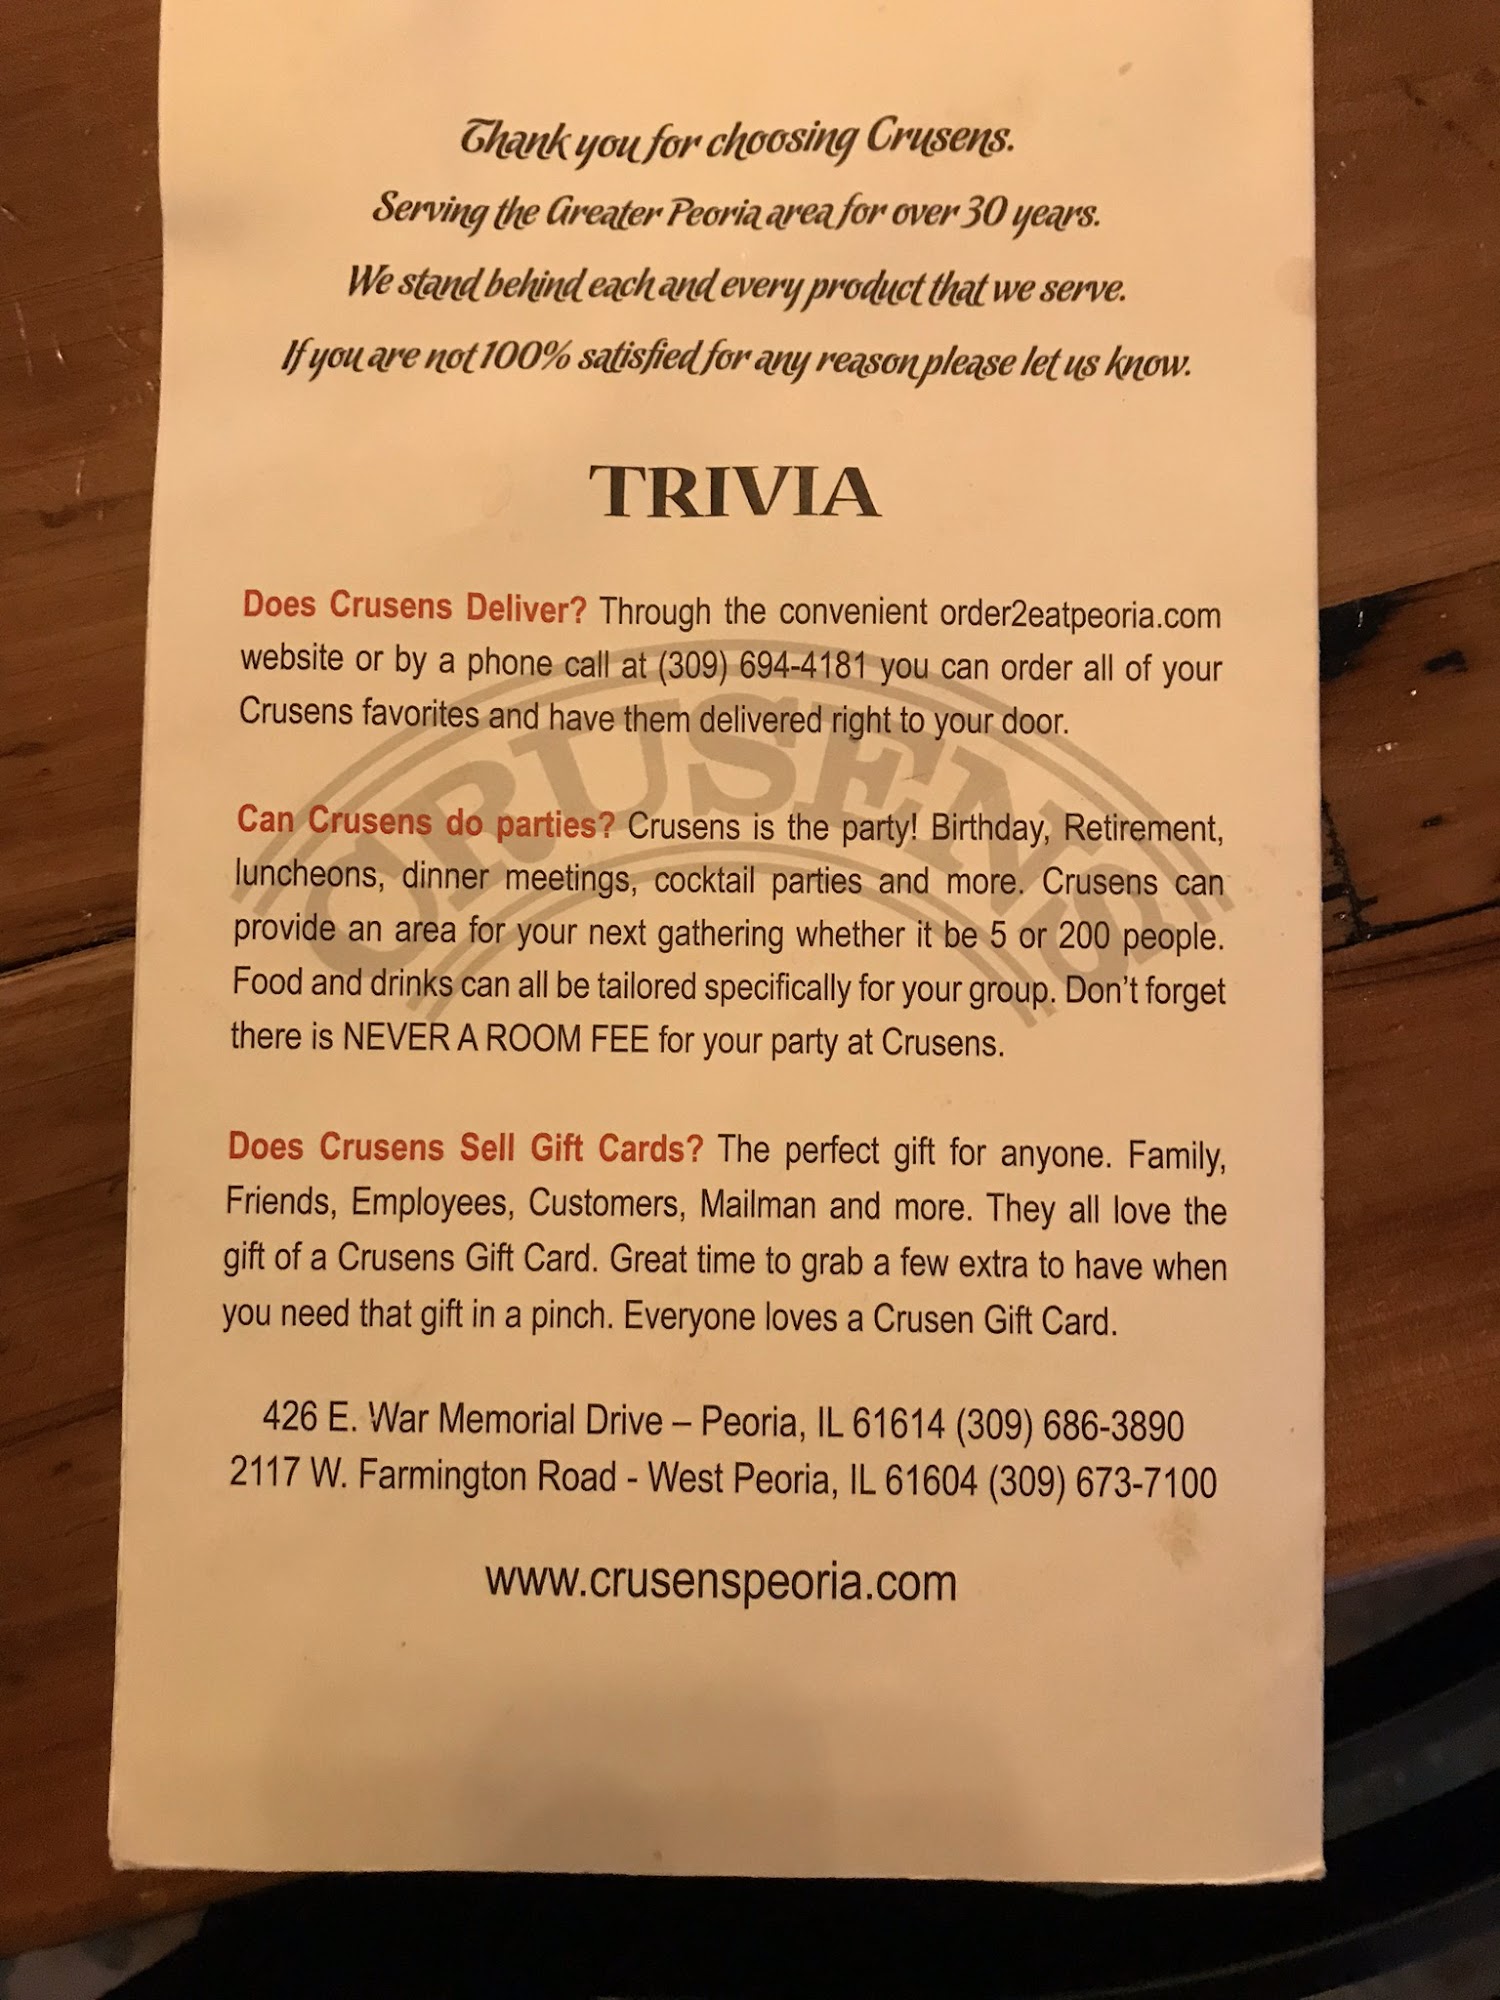 Thank you for choosing Crusens.
Serving the Greater Peoria area for over 30 years.
We stand behind each and every product that we serve.
If you are not 100% satisfied for any reason please let us know.
TRIVIA
Does Crusens Deliver? Through the convenient order2eatpeoria.com
website or by a phone call at (309) 694-4181 you can order all of your
Crusens favorites and have them delivered right to your door.
CRUSENS
Can Crusens do parties? Crusens is the party! Birthday, Retirement,
luncheons, dinner meetings, cocktail parties and more. Crusens can
provide an area for your next gathering whether it be 5 or 200 people.
Food and drinks can all be tailored specifically for your group. Don't forget
there is NEVER A ROOM FEE for your party at Crusens.
Does Crusens Sell Gift Cards? The perfect gift for anyone. Family,
Friends, Employees, Customers, Mailman and more. They all love the
gift of a Crusens Gift Card. Great time to grab a few extra to have when
you need that gift in a pinch. Everyone loves a Crusen Gift Card.
426 E. War Memorial Drive – Peoria, IL 61614 (309) 686-3890
2117 W. Farmington Road - West Peoria, IL 61604 (309) 673-7100
www.crusenspeoria.com